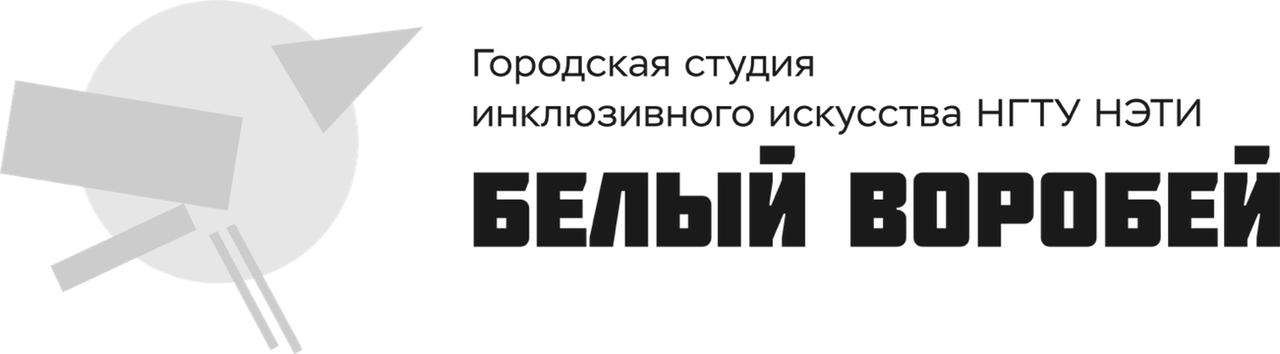 Городская студия
инклюзивного искусства НГТУ НЭТИ
БЕЛЫЙ ВОРОБЕЙ